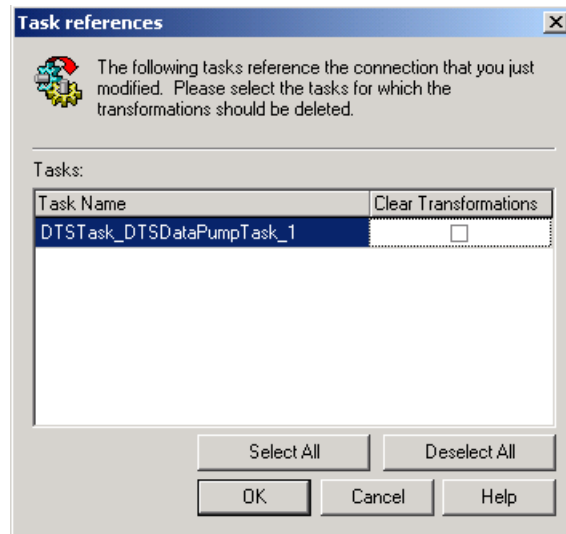 Task references
The following tasks reference the connection that you just
modified. Please select the tasks for which the
transformations should be deleted.
Tasks:
Task Name Clear Transformations
DTSTask_DTSDataPumpTask_1
Select All Deselect All
OK Cancel Help